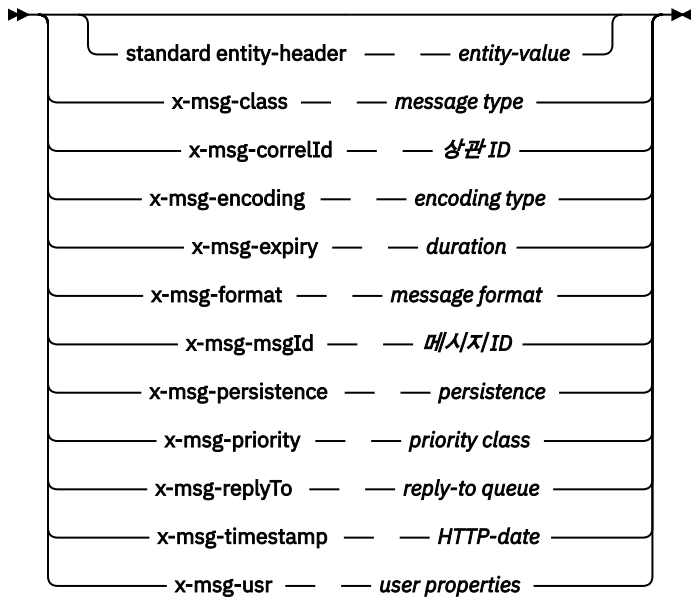 standard entity-header entity-value
x-msg-class message type
x-msg-correlId 상관 ID
x-msg-encoding encoding type
x-msg-expiry duration
x-msg-format message format
x-msg-msgId 메시지 ID
x-msg-persistence persistence
x-msg-priority priority class
x-msg-replyTo reply-to queue
x-msg-timestamp HTTP-date
x-msg-usr user properties